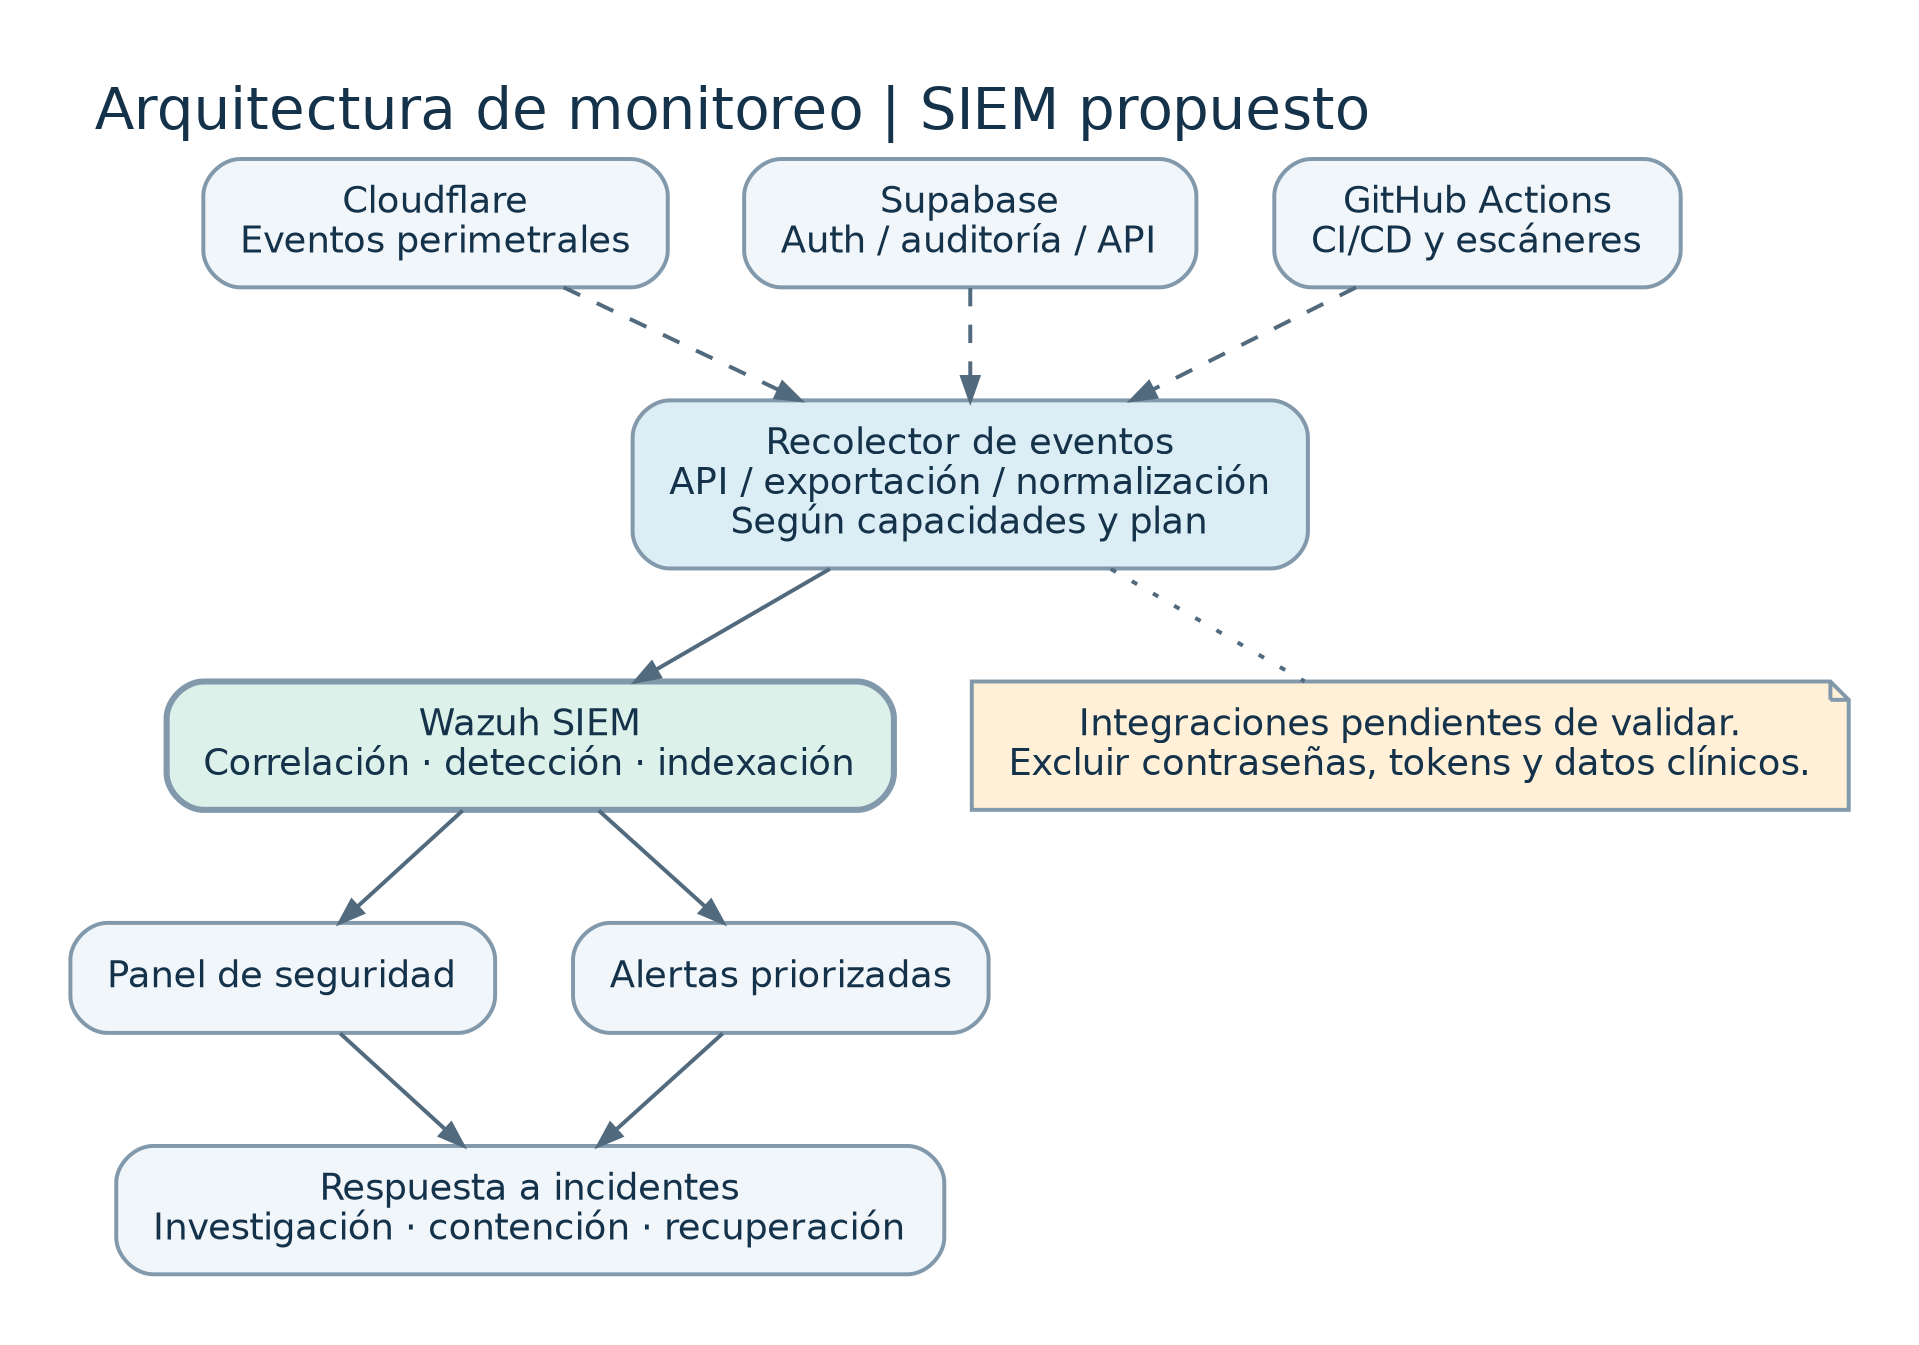 Arquitectura de monitoreo | SIEM propuesto
Cloudflare
Eventos perimetrales
Supabase
Auth / auditoría / API
GitHub Actions
CI/CD y escáneres
Recolector de eventos
API / exportación / normalización
Según capacidades y plan
Wazuh SIEM
Correlación · detección · indexación
Integraciones pendientes de validar.
Excluir contraseñas, tokens y datos clínicos.
Panel de seguridad
Alertas priorizadas
Respuesta a incidentes
Investigación · contención · recuperación